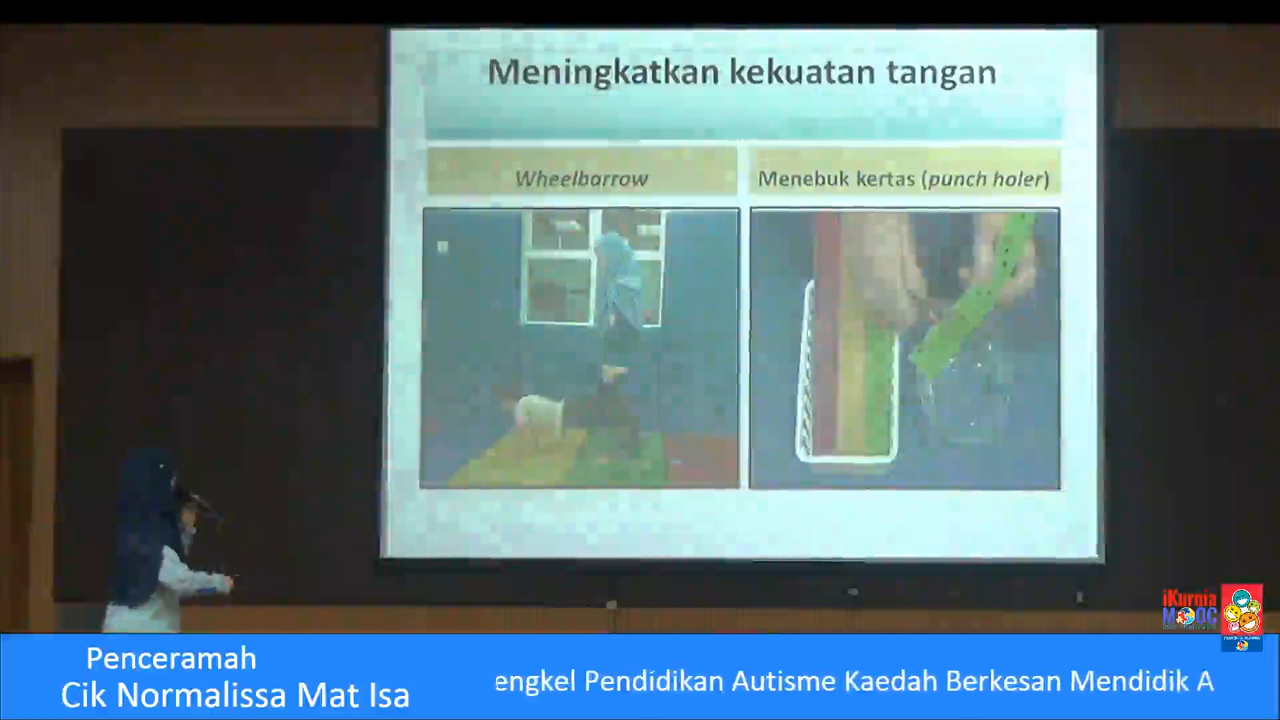 Meningkatkan kekuatan tangan
Wheelbarrow
Menebuk kertas (punch holer)
iKurnia
MOOC
Penceramah
Cik Normalissa Mat Isa
engkel Pendidikan Autisme Kaedah Berkesan Mendidik A